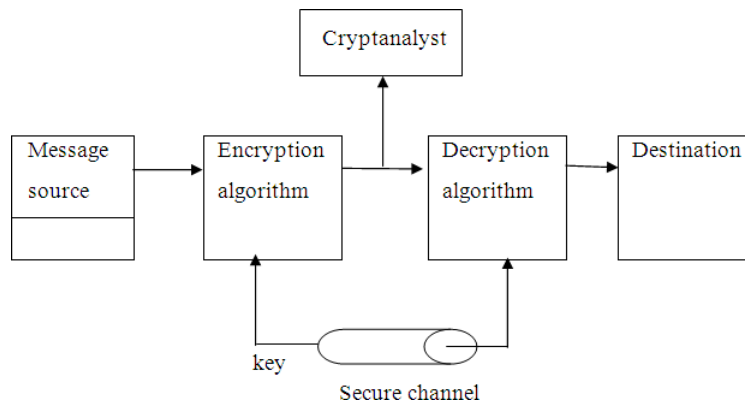 Cryptanalyst
Message
source
Encryption
algorithm
Decryption
algorithm
Destination
key
Secure channel